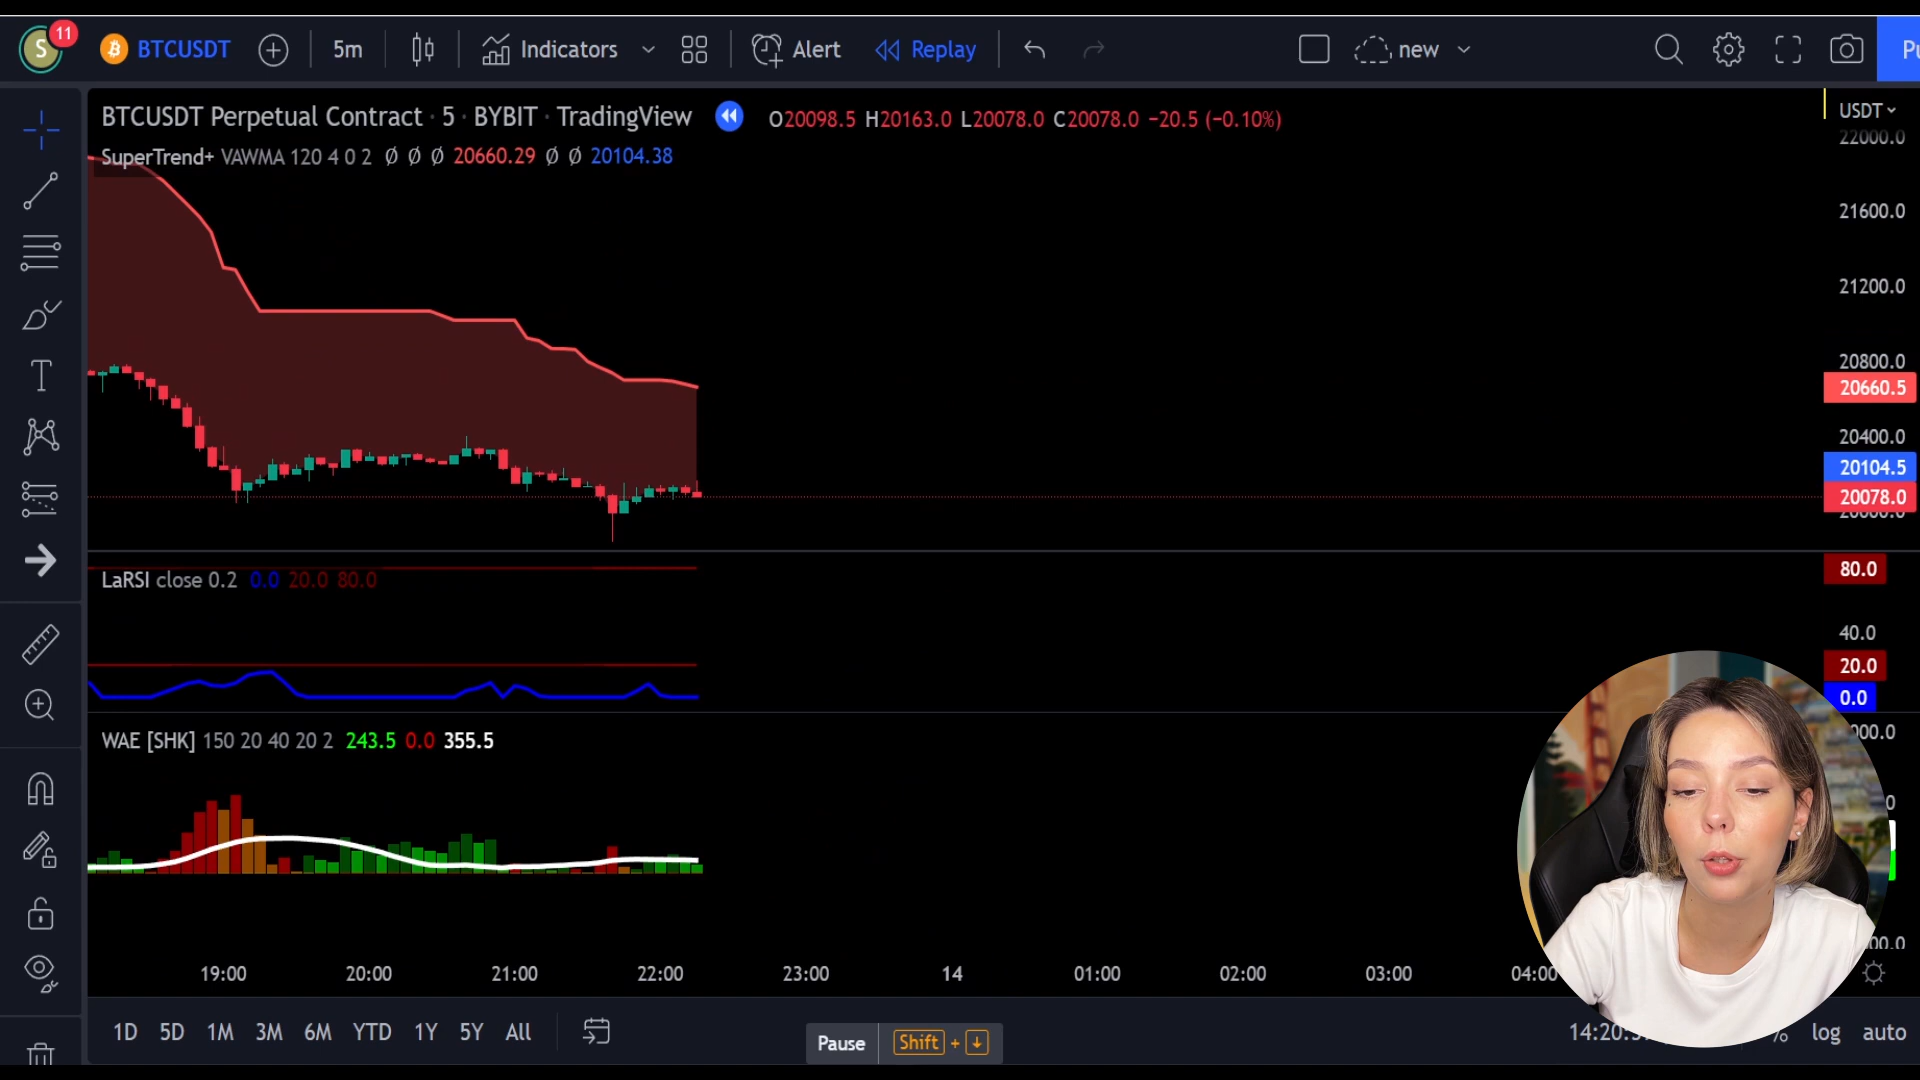 S 11 BTCUSDT 5m Indicators Alert Replay new Pu
BTCUSDT Perpetual Contract · 5 · BYBIT · TradingView O20098.5 H20163.0 L20078.0 C20078.0 −20.5 (−0.10%)
SuperTrend+ VAWMA 120 4 0 2 Ø Ø Ø 20660.29 Ø Ø 20104.38
USDT
22000.0
21600.0
21200.0
20800.0
20660.5
20400.0
20104.5
20078.0
20000.0
LaRSI close 0.2 0.0 20.0 80.0
80.0
40.0
20.0
0.0
WAE [SHK] 150 20 40 20 2 243.5 0.0 355.5
19:00 20:00 21:00 22:00 23:00 14 01:00 02:00 03:00 04:00
1D 5D 1M 3M 6M YTD 1Y 5Y All
14:20: % log auto
Pause Shift + ↓